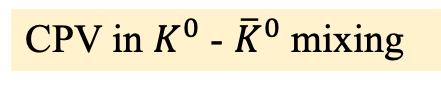 CPV in K⁰ - K̄⁰ mixing